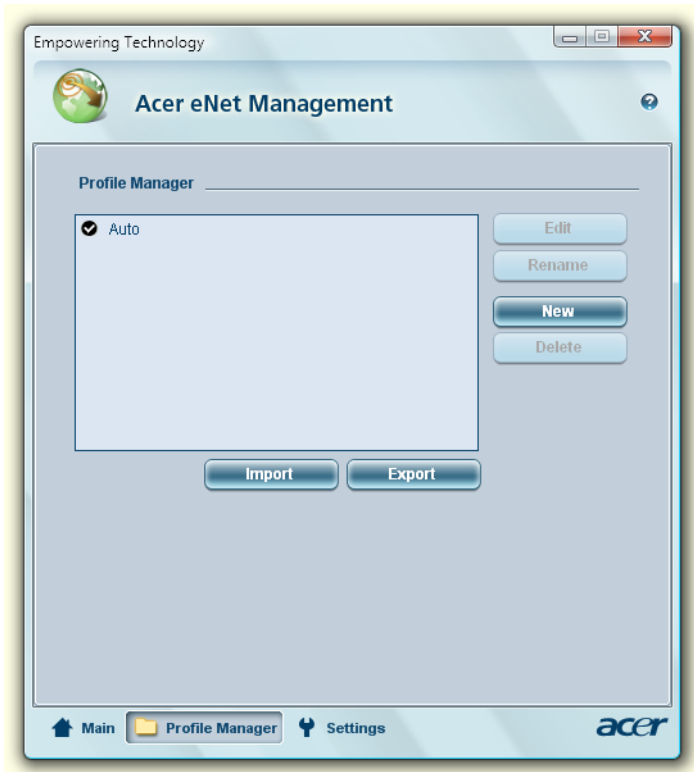 Empowering Technology
Acer eNet Management
Profile Manager
Auto
Edit
Rename
New
Delete
Import
Export
Main
Profile Manager
Settings
acer